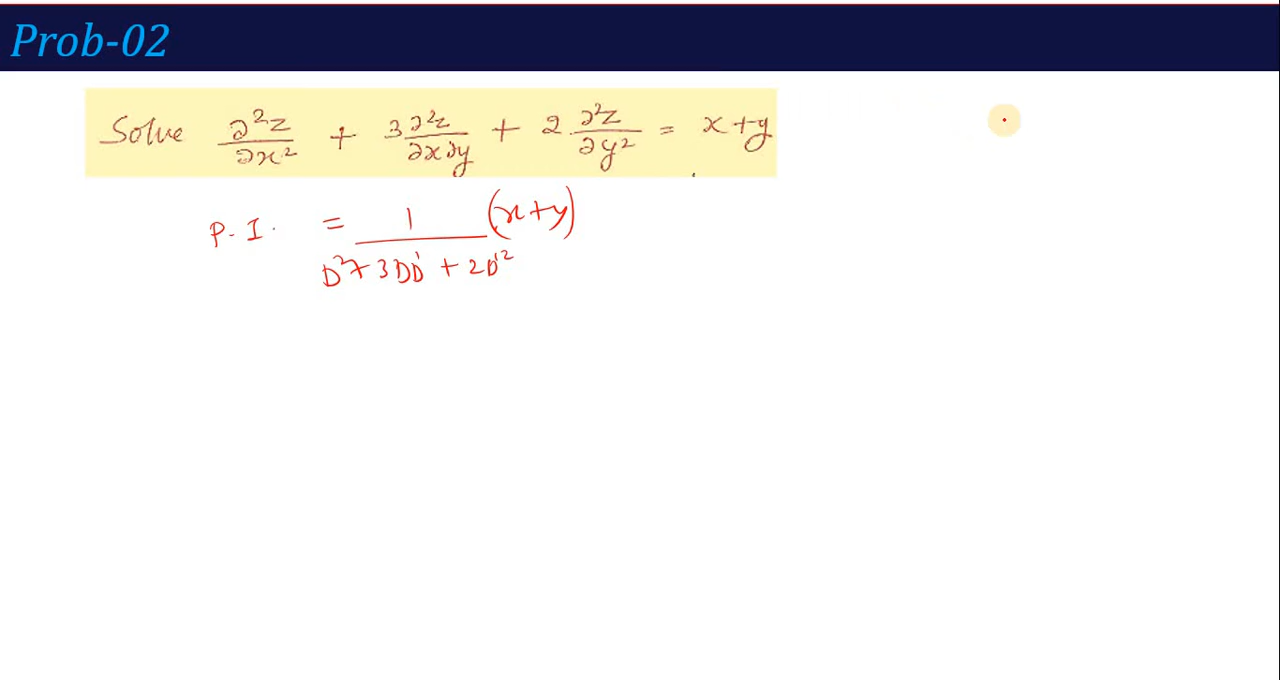 Prob-02
Solve ∂²z/∂x² + 3∂²z/∂x∂y + 2 ∂²z/∂y² = x+y
P.I. = 1/(D²+3DD'+2D'²) (x+y)